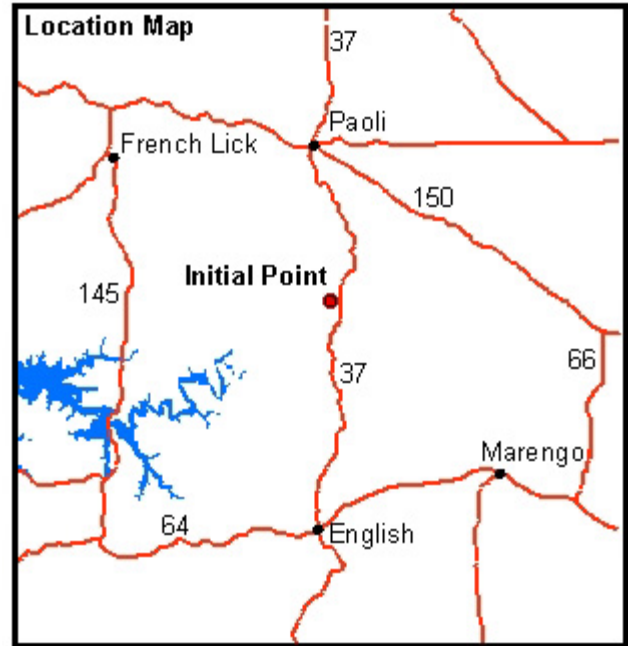 Location Map
37
Paoli
French Lick
150
Initial Point
145
37
66
Marengo
64
English